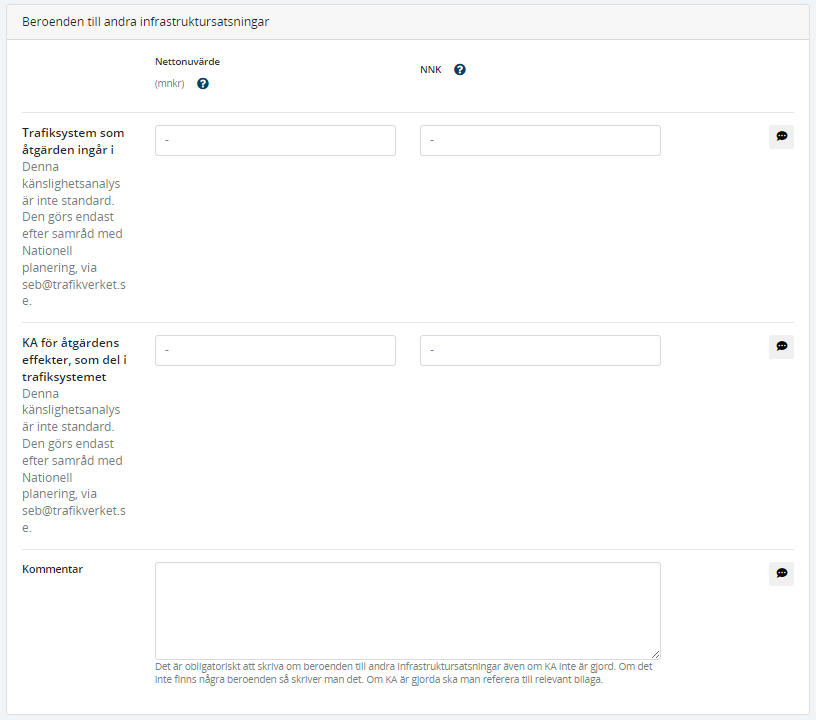 Beroenden till andra infrastruktursatsningar
Nettonuvärde
(mnkr)
NNK
Trafiksystem som
åtgärden ingår i
Denna
känslighetsanalys
är inte standard.
Den görs endast
efter samråd med
Nationell
planering, via
seb@trafikverket.s
e.
-
-
KA för åtgärdens
effekter, som del i
trafiksystemet
Denna
känslighetsanalys
är inte standard.
Den görs endast
efter samråd med
Nationell
planering, via
seb@trafikverket.s
e.
-
-
Kommentar
Det är obligatoriskt att skriva om beroenden till andra infrastruktursatsningar även om KA inte är gjord. Om det
inte finns några beroenden så skriver man det. Om KA är gjorda ska man referera till relevant bilaga.